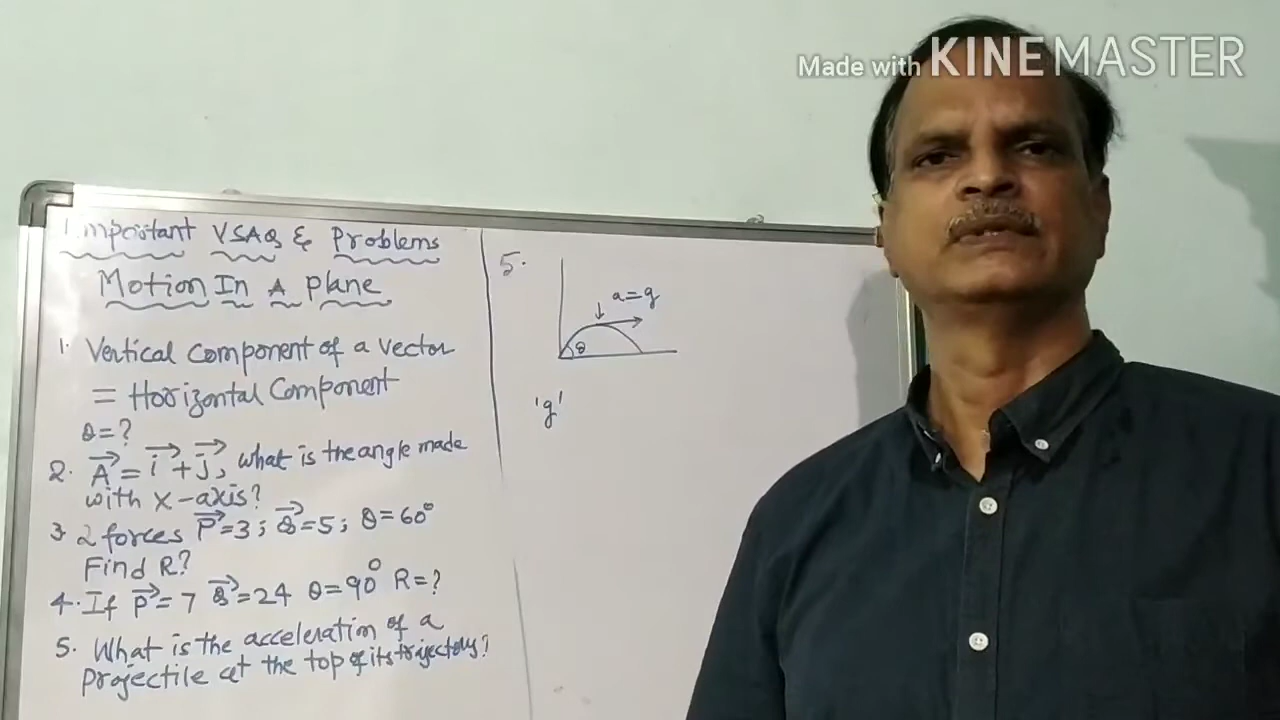 Made with KINEMASTER
Important VSAQ & Problems
Motion In A plane
1. Vertical component of a vector
= Horizontal Component
θ=?
2. A = i + j, what is the angle made
with x-axis?
3. 2 forces P=3; Q=5; θ=60°
Find R?
4. If P=7 Q=24 θ=90° R=?
5. What is the acceleration of a
projectile at the top of its trajectory?
5.
a=g
θ
'g'